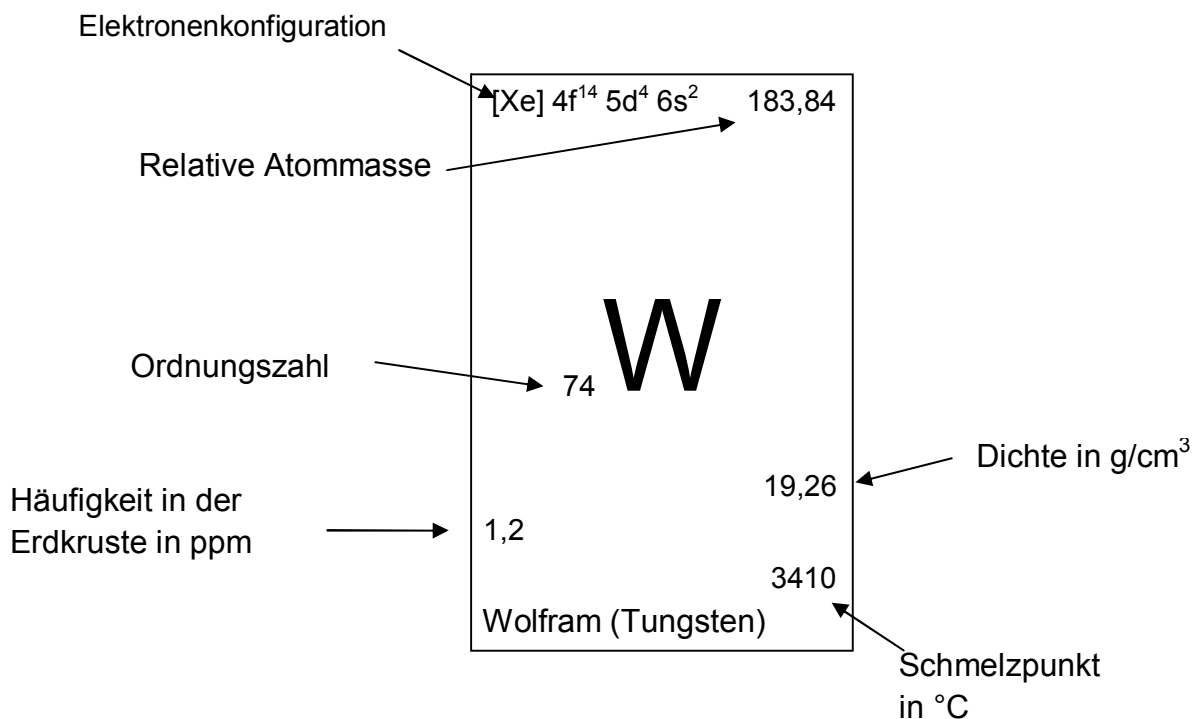 Elektronenkonfiguration
[Xe] 4f¹⁴ 5d⁴ 6s² 183,84
Relative Atommasse
W
Ordnungszahl
74
Dichte in g/cm³
19,26
Häufigkeit in der
Erdkruste in ppm
1,2
3410
Wolfram (Tungsten)
Schmelzpunkt
in °C